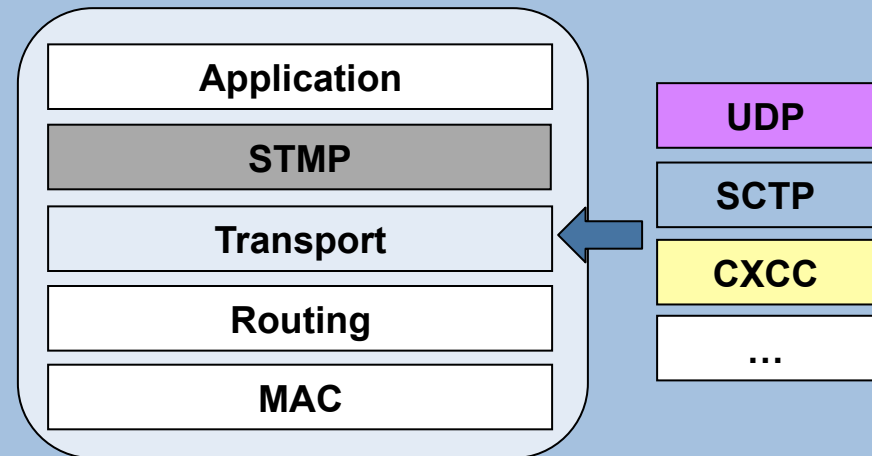 Application
STMP
Transport
Routing
MAC
UDP
SCTP
CXCC
…